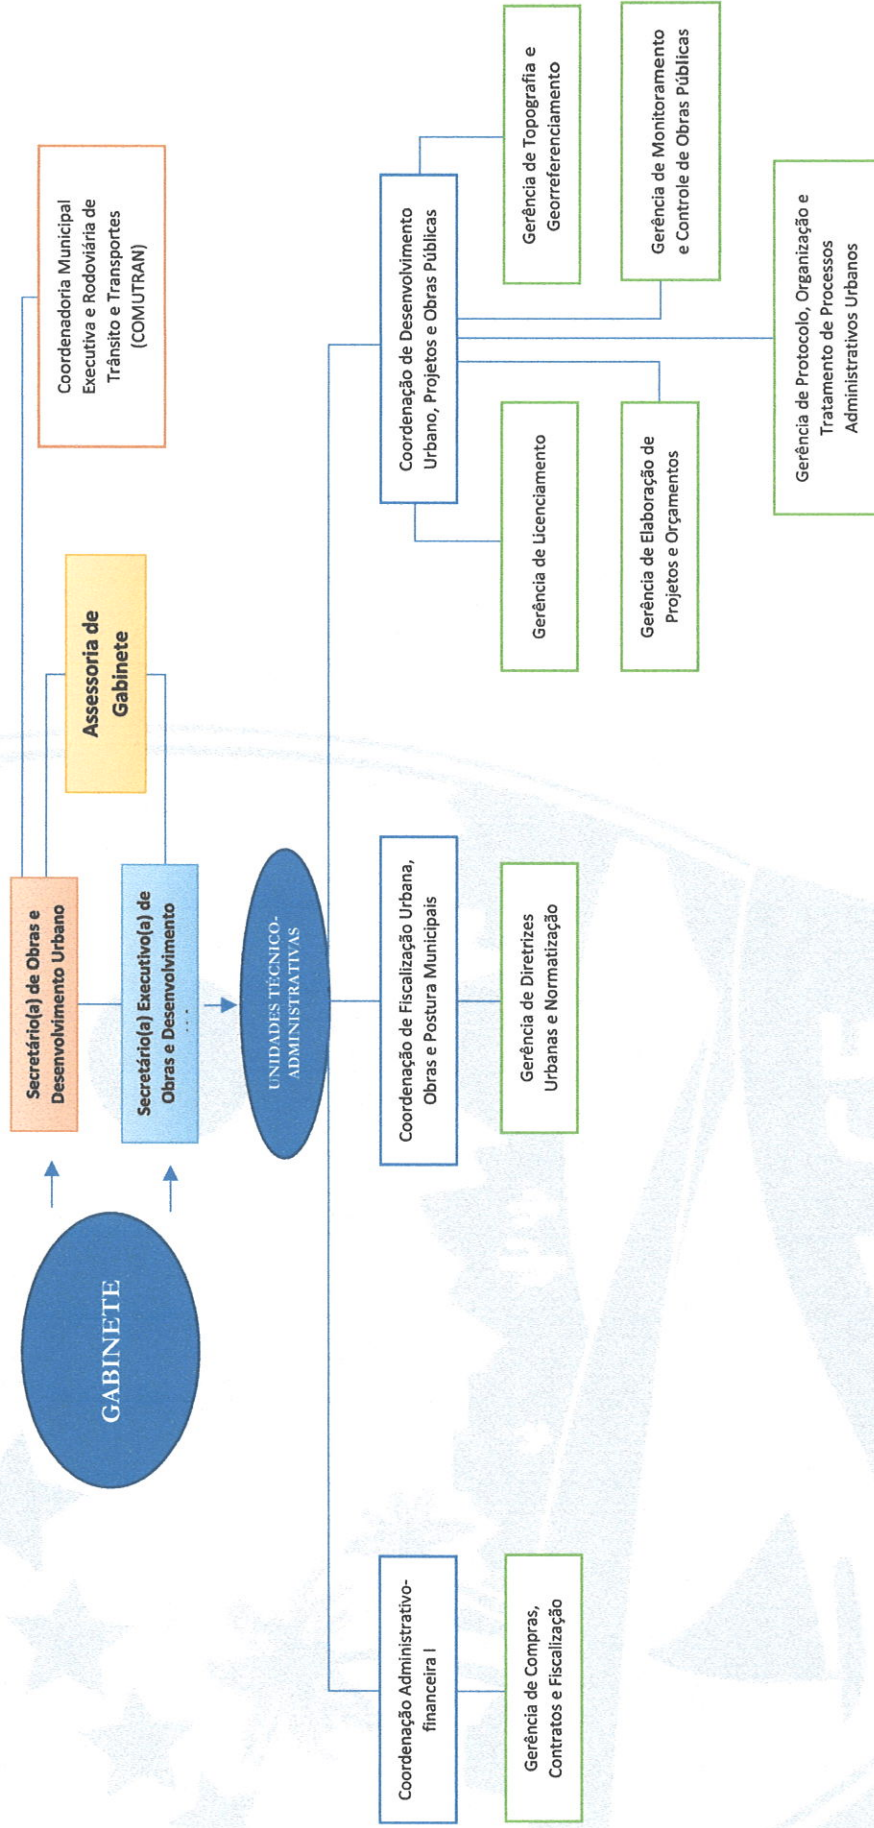 GABINETE
Secretário(a) de Obras e
Desenvolvimento Urbano
Secretário(a) Executivo(a) de
Obras e Desenvolvimento
Assessoria de
Gabinete
Coordenadoria Municipal
Executiva e Rodoviária de
Trânsito e Transportes
(COMUTRAN)
UNIDADES TÉCNICO-
ADMINISTRATIVAS
Coordenação Administrativo-
financeira I
Gerência de Compras,
Contratos e Fiscalização
Coordenação de Fiscalização Urbana,
Obras e Postura Municipais
Gerência de Diretrizes
Urbanas e Normatização
Coordenação de Desenvolvimento
Urbano, Projetos e Obras Públicas
Gerência de Licenciamento
Gerência de Topografia e
Georreferenciamento
Gerência de Elaboração de
Projetos e Orçamentos
Gerência de Monitoramento
e Controle de Obras Públicas
Gerência de Protocolo, Organização e
Tratamento de Processos
Administrativos Urbanos